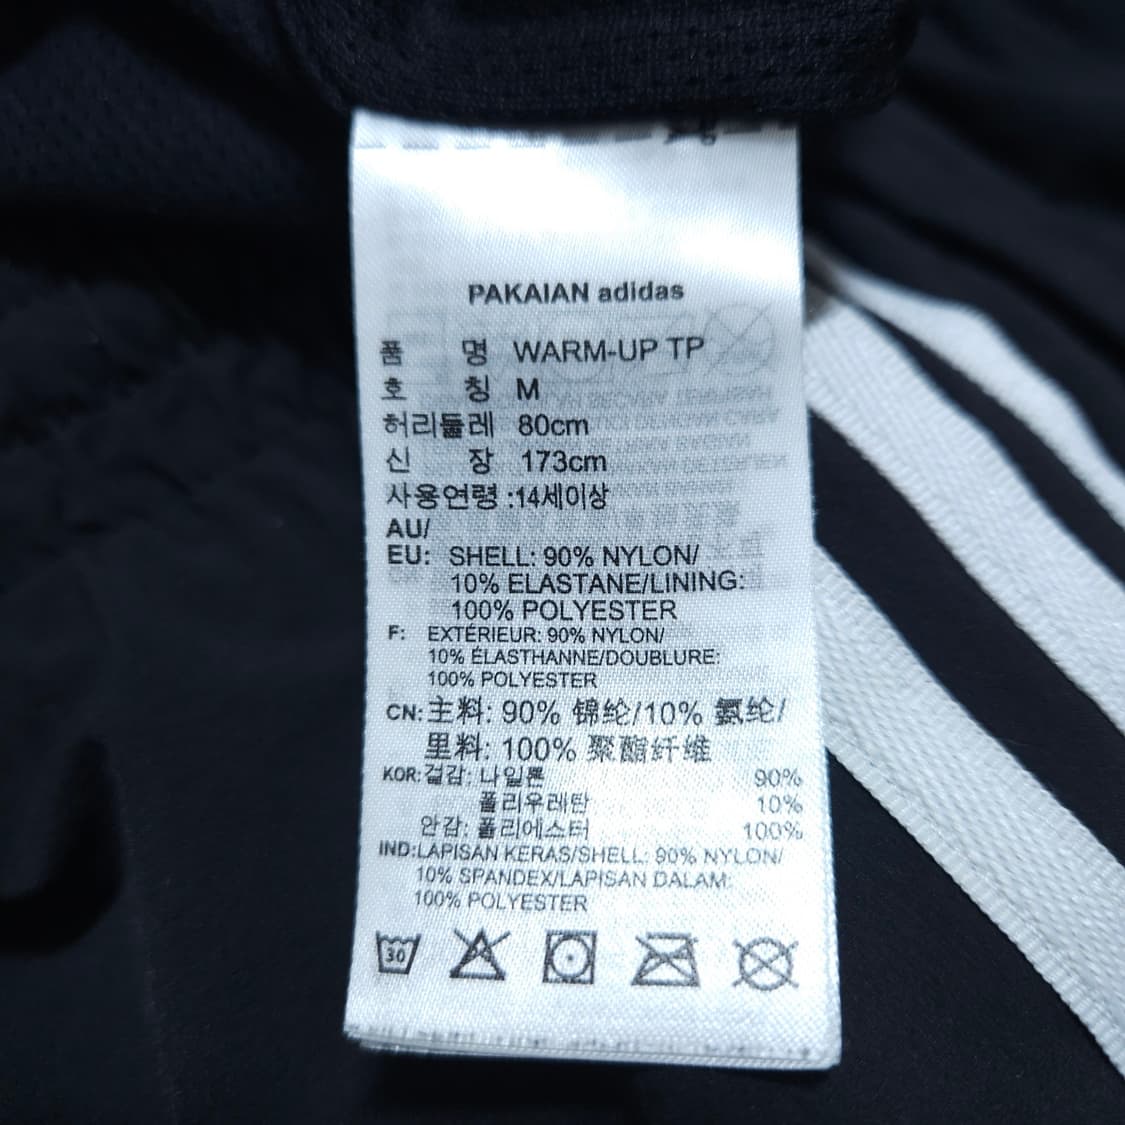 PAKAIAN adidas
품 명 WARM-UP TP
호 칭 M
허리둘레 80cm
신 장 173cm
사용연령 :14세이상
AU/
EU: SHELL: 90% NYLON/
10% ELASTANE/LINING:
100% POLYESTER
F: EXTÉRIEUR: 90% NYLON/
10% ÉLASTHANNE/DOUBLURE:
100% POLYESTER
CN: 主料: 90% 锦纶/10% 氨纶/
里料: 100% 聚酯纤维
KOR: 겉감: 나일론 90%
폴리우레탄 10%
안감: 폴리에스터 100%
IND:LAPISAN KERAS/SHELL: 90% NYLON/
10% SPANDEX/LAPISAN DALAM:
100% POLYESTER
30